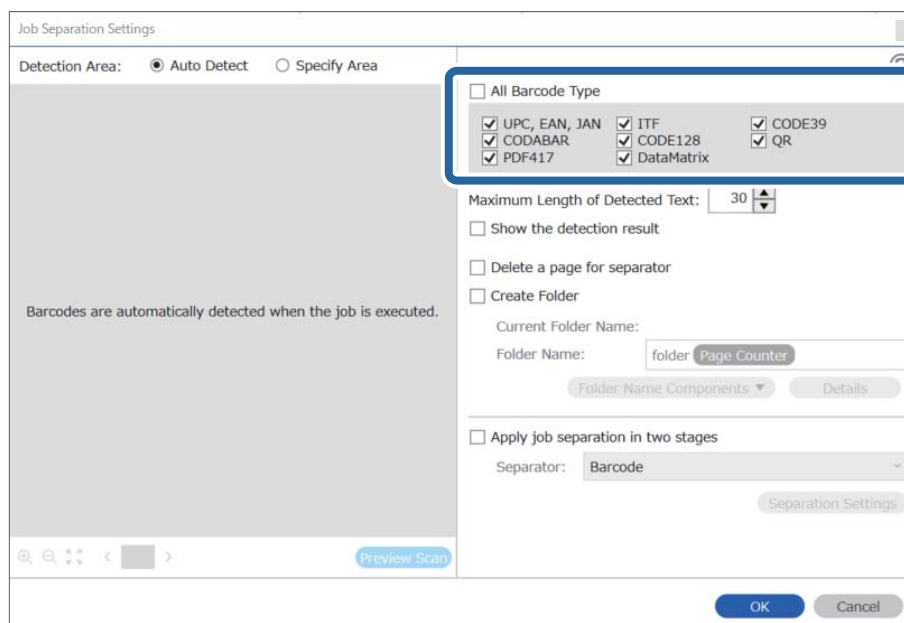 Job Separation Settings
Detection Area: Auto Detect Specify Area
All Barcode Type
UPC, EAN, JAN ITF CODE39
CODABAR CODE128 QR
PDF417 DataMatrix
Maximum Length of Detected Text: 30
Show the detection result
Delete a page for separator
Create Folder
Barcodes are automatically detected when the job is executed.
Current Folder Name:
Folder Name: folder Page Counter
Folder Name Components Details
Apply job separation in two stages
Separator: Barcode
Separation Settings
Preview Scan
OK Cancel